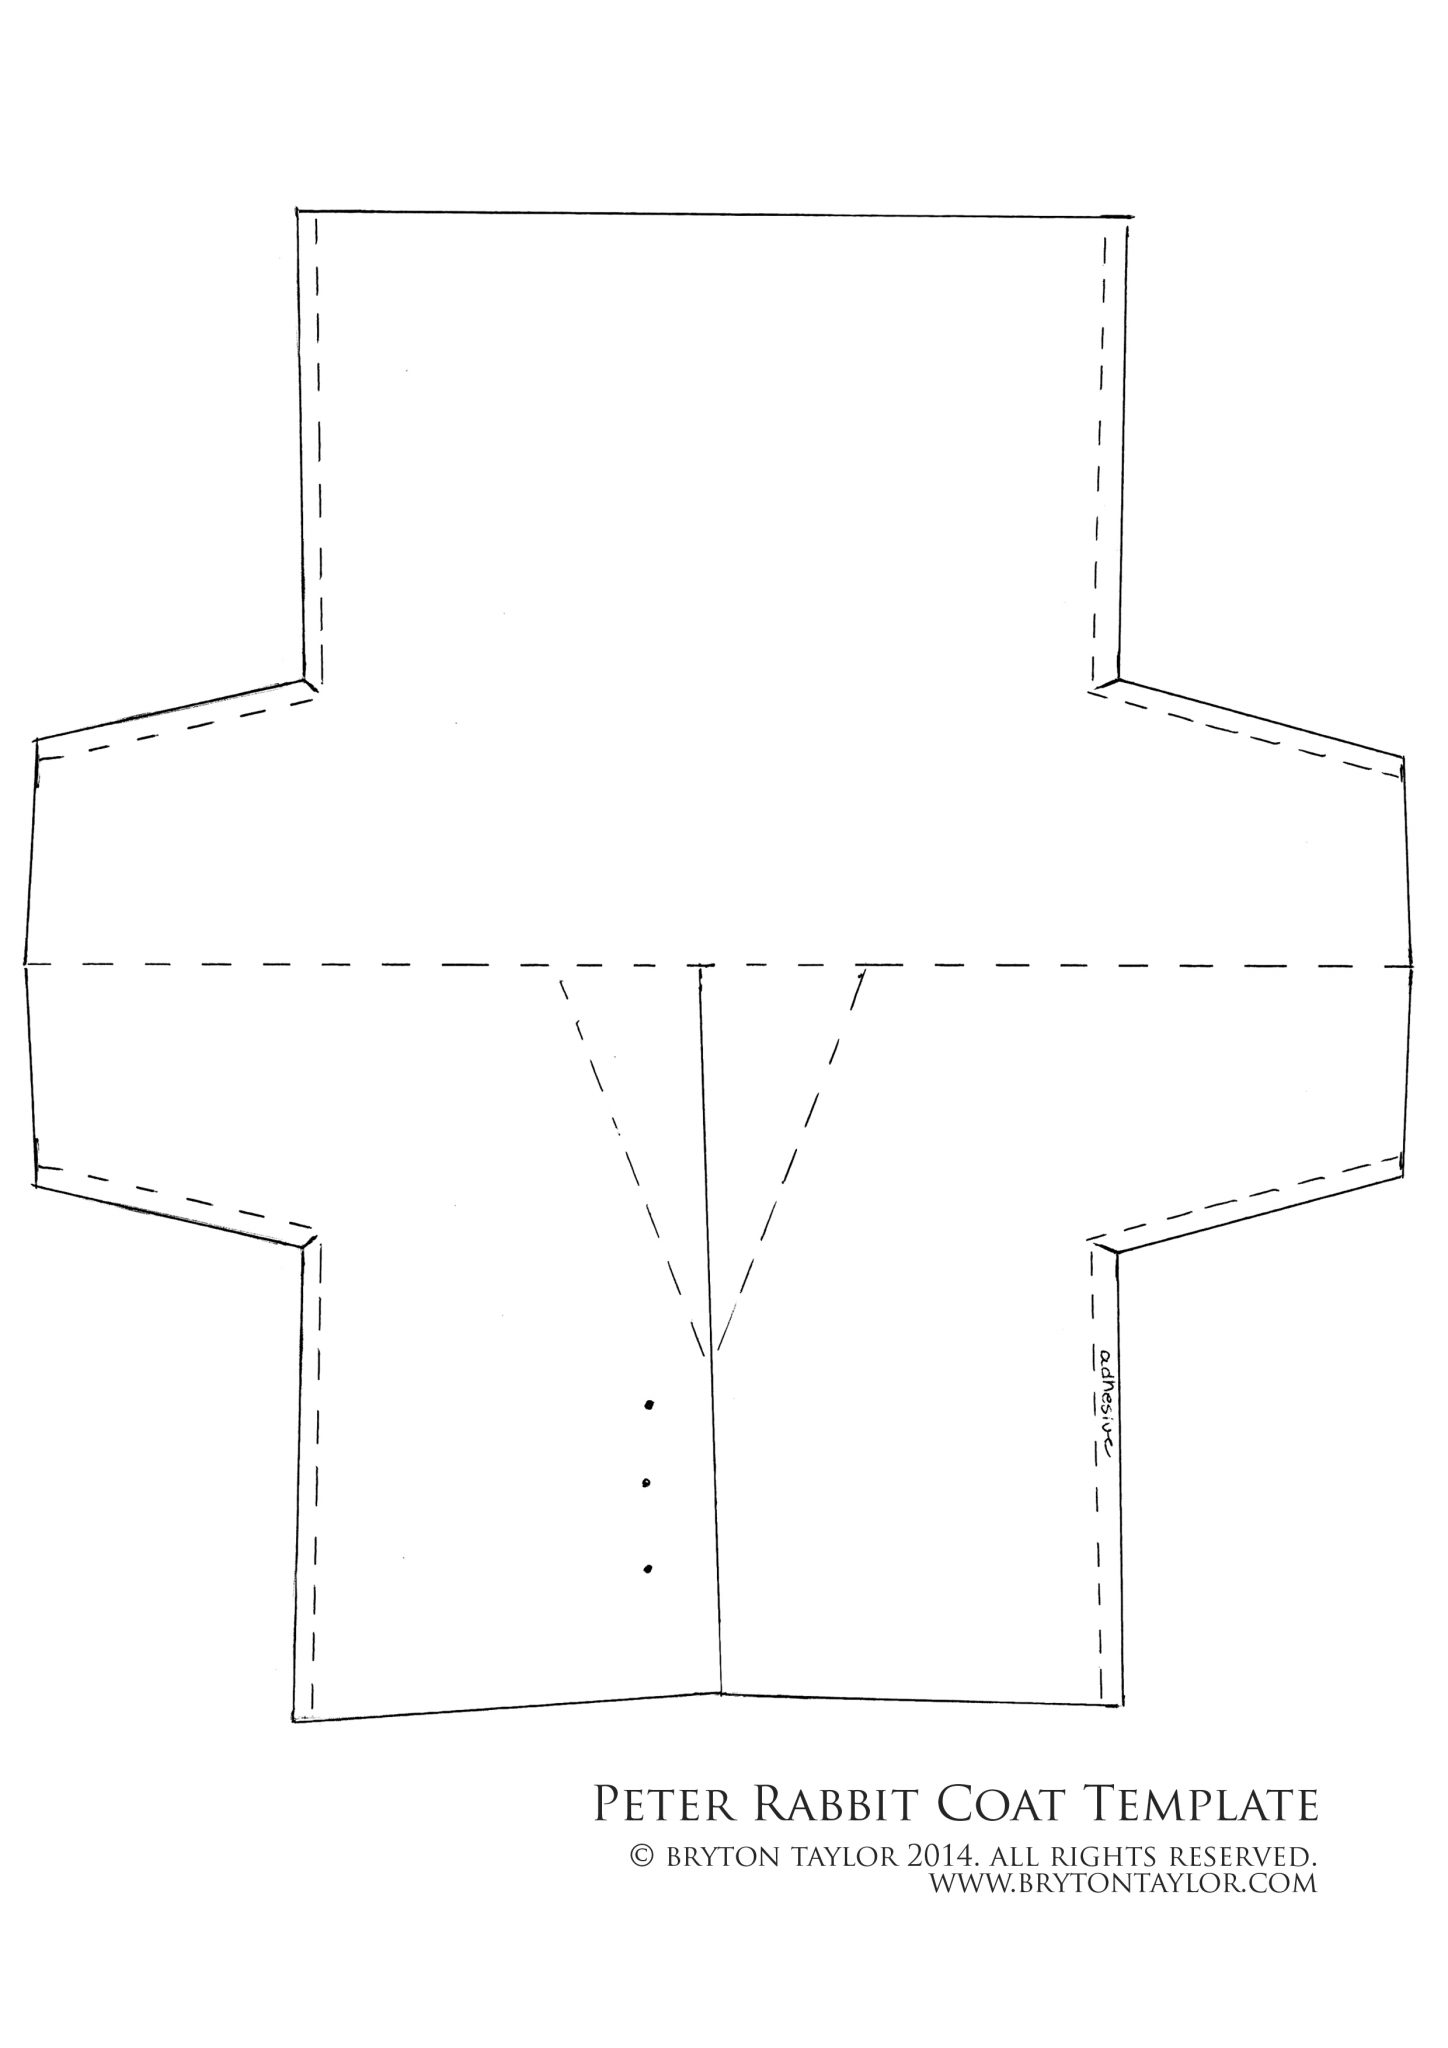 adhesive
Peter Rabbit Coat Template
© Bryton Taylor 2014. All rights reserved.
www.brytontaylor.com